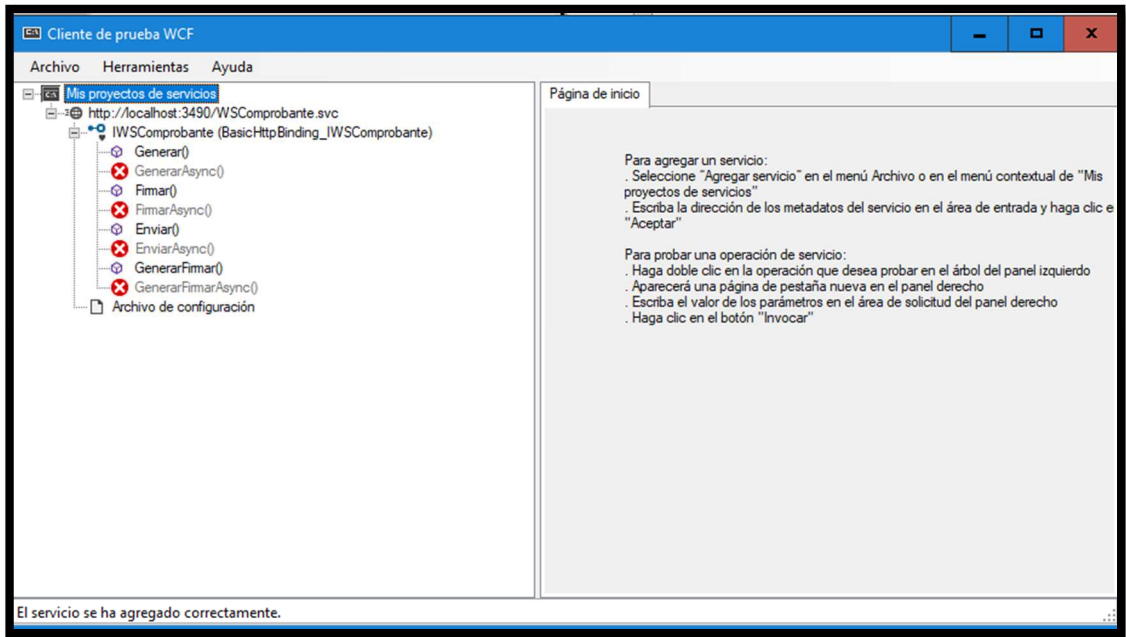 Cliente de prueba WCF
Archivo Herramientas Ayuda
Mis proyectos de servicios
http://localhost:3490/WSComprobante.svc
IWSComprobante (BasicHttpBinding_IWSComprobante)
Generar()
GenerarAsync()
Firmar()
FirmarAsync()
Enviar()
EnviarAsync()
GenerarFirmar()
GenerarFirmarAsync()
Archivo de configuración
Página de inicio
Para agregar un servicio:
. Seleccione "Agregar servicio" en el menú Archivo o en el menú contextual de "Mis
proyectos de servicios"
. Escriba la dirección de los metadatos del servicio en el área de entrada y haga clic e
"Aceptar"
Para probar una operación de servicio:
. Haga doble clic en la operación que desea probar en el árbol del panel izquierdo
. Aparecerá una página de pestaña nueva en el panel derecho
. Escriba el valor de los parámetros en el área de solicitud del panel derecho
. Haga clic en el botón "Invocar"
El servicio se ha agregado correctamente.